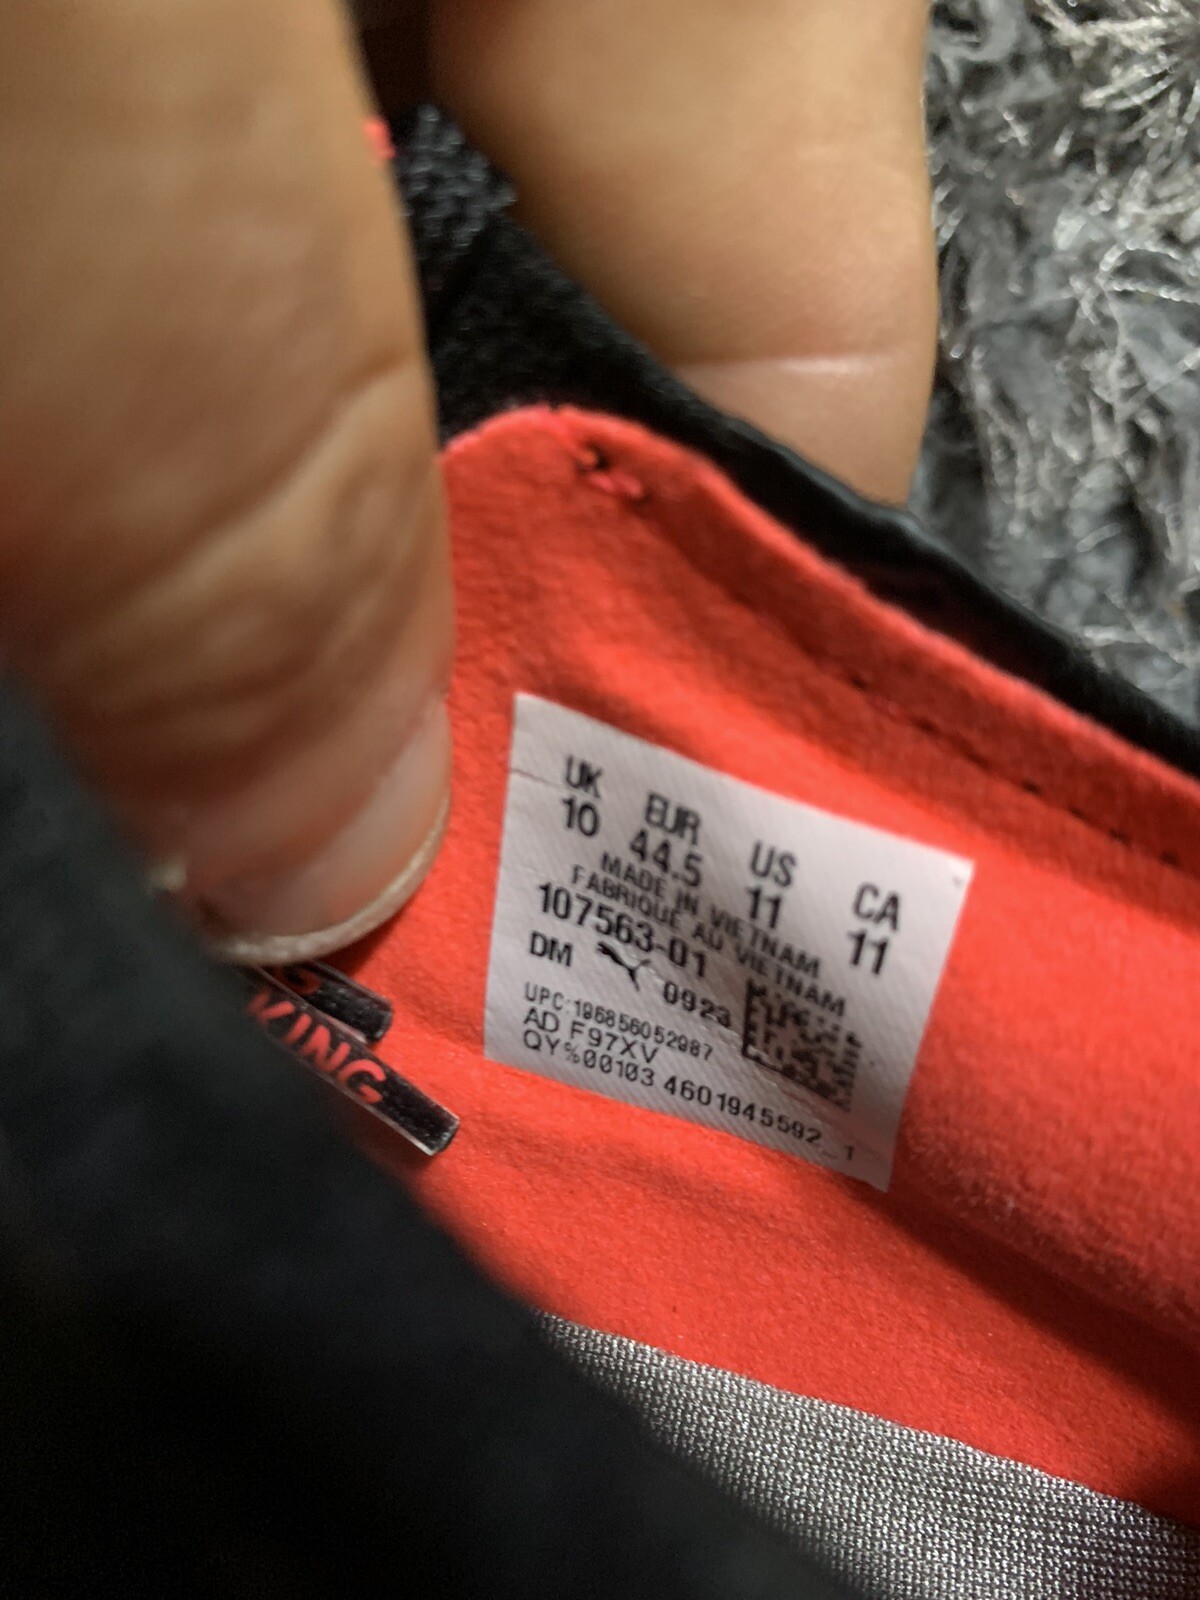 UK EUR US CA
10 44.5 11 11
MADE IN VIETNAM
FABRIQUE AU VIETNAM
107563-01
DM 0923
UPC:196856052987
AD F97XV
QY%00103 4601945592_1
G
KING